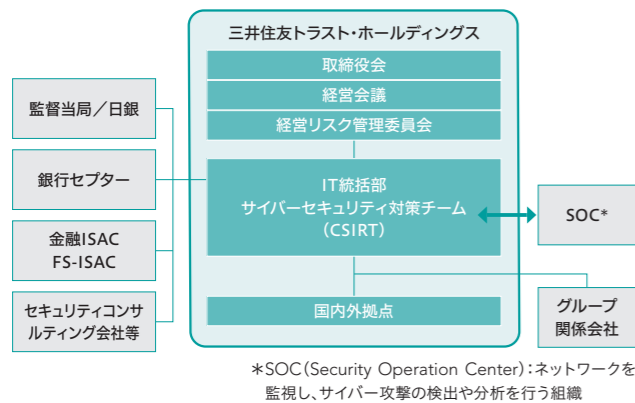 三井住友トラスト・ホールディングス
取締役会
経営会議
経営リスク管理委員会
監督当局／日銀
銀行セプター
金融ISAC
FS-ISAC
セキュリティコンサ
ルティング会社等
IT統括部
サイバーセキュリティ対策チーム
（CSIRT）
SOC*
国内外拠点
グループ
関係会社
＊SOC（Security Operation Center）：ネットワークを
監視し、サイバー攻撃の検出や分析を行う組織